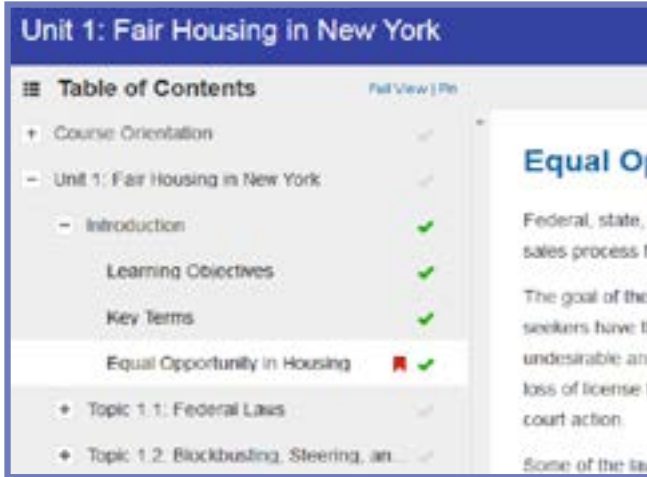 Unit 1: Fair Housing in New York
Table of Contents
Full View | Pin
+ Course Orientation
- Unit 1: Fair Housing in New York
- Introduction
Learning Objectives
Key Terms
Equal Opportunity in Housing
+ Topic 1.1: Federal Laws
+ Topic 1.2: Blockbusting, Steering, an...
Equal Op
Federal, state,
sales process
The goal of the
seekers have
undesirable an
loss of license
court action.
Some of the